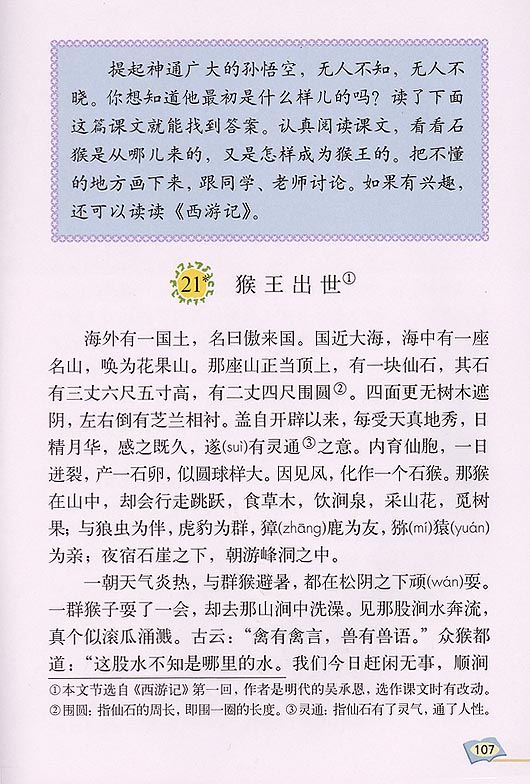 提起神通广大的孙悟空，无人不知，无人不
晓。你想知道他最初是什么样儿的吗？读了下面
这篇课文就能找到答案。认真阅读课文，看看石
猴是从哪儿来的，又是怎样成为猴王的。把不懂
的地方画下来，跟同学、老师讨论。如果有兴趣，
还可以读读《西游记》。
21* 猴王出世①
海外有一国土，名曰傲来国。国近大海，海中有一座
名山，唤为花果山。那座山正当顶上，有一块仙石，其石
有三丈六尺五寸高，有二丈四尺围圆②。四面更无树木遮
阴，左右倒有芝兰相衬。盖自开辟以来，每受天真地秀，日
精月华，感之既久，遂(suì)有灵通③之意。内育仙胞，一日
迸裂，产一石卵，似圆球样大。因见风，化作一个石猴。那猴
在山中，却会行走跳跃，食草木，饮涧泉，采山花，觅树
果；与狼虫为伴，虎豹为群，獐(zhāng)鹿为友，猕(mí)猿(yuán)
为亲；夜宿石崖之下，朝游峰洞之中。
一朝天气炎热，与群猴避暑，都在松阴之下顽(wán)耍。
一群猴子耍了一会，却去那山涧中洗澡。见那股涧水奔流，
真个似滚瓜涌溅。古云：“禽有禽言，兽有兽语。”众猴都
道：“这股水不知是哪里的水。我们今日赶闲无事，顺涧
①本文节选自《西游记》第一回，作者是明代的吴承恩，选作课文时有改动。
②围圆：指仙石的周长，即围一圈的长度。③灵通：指仙石有了灵气，通了人性。
107